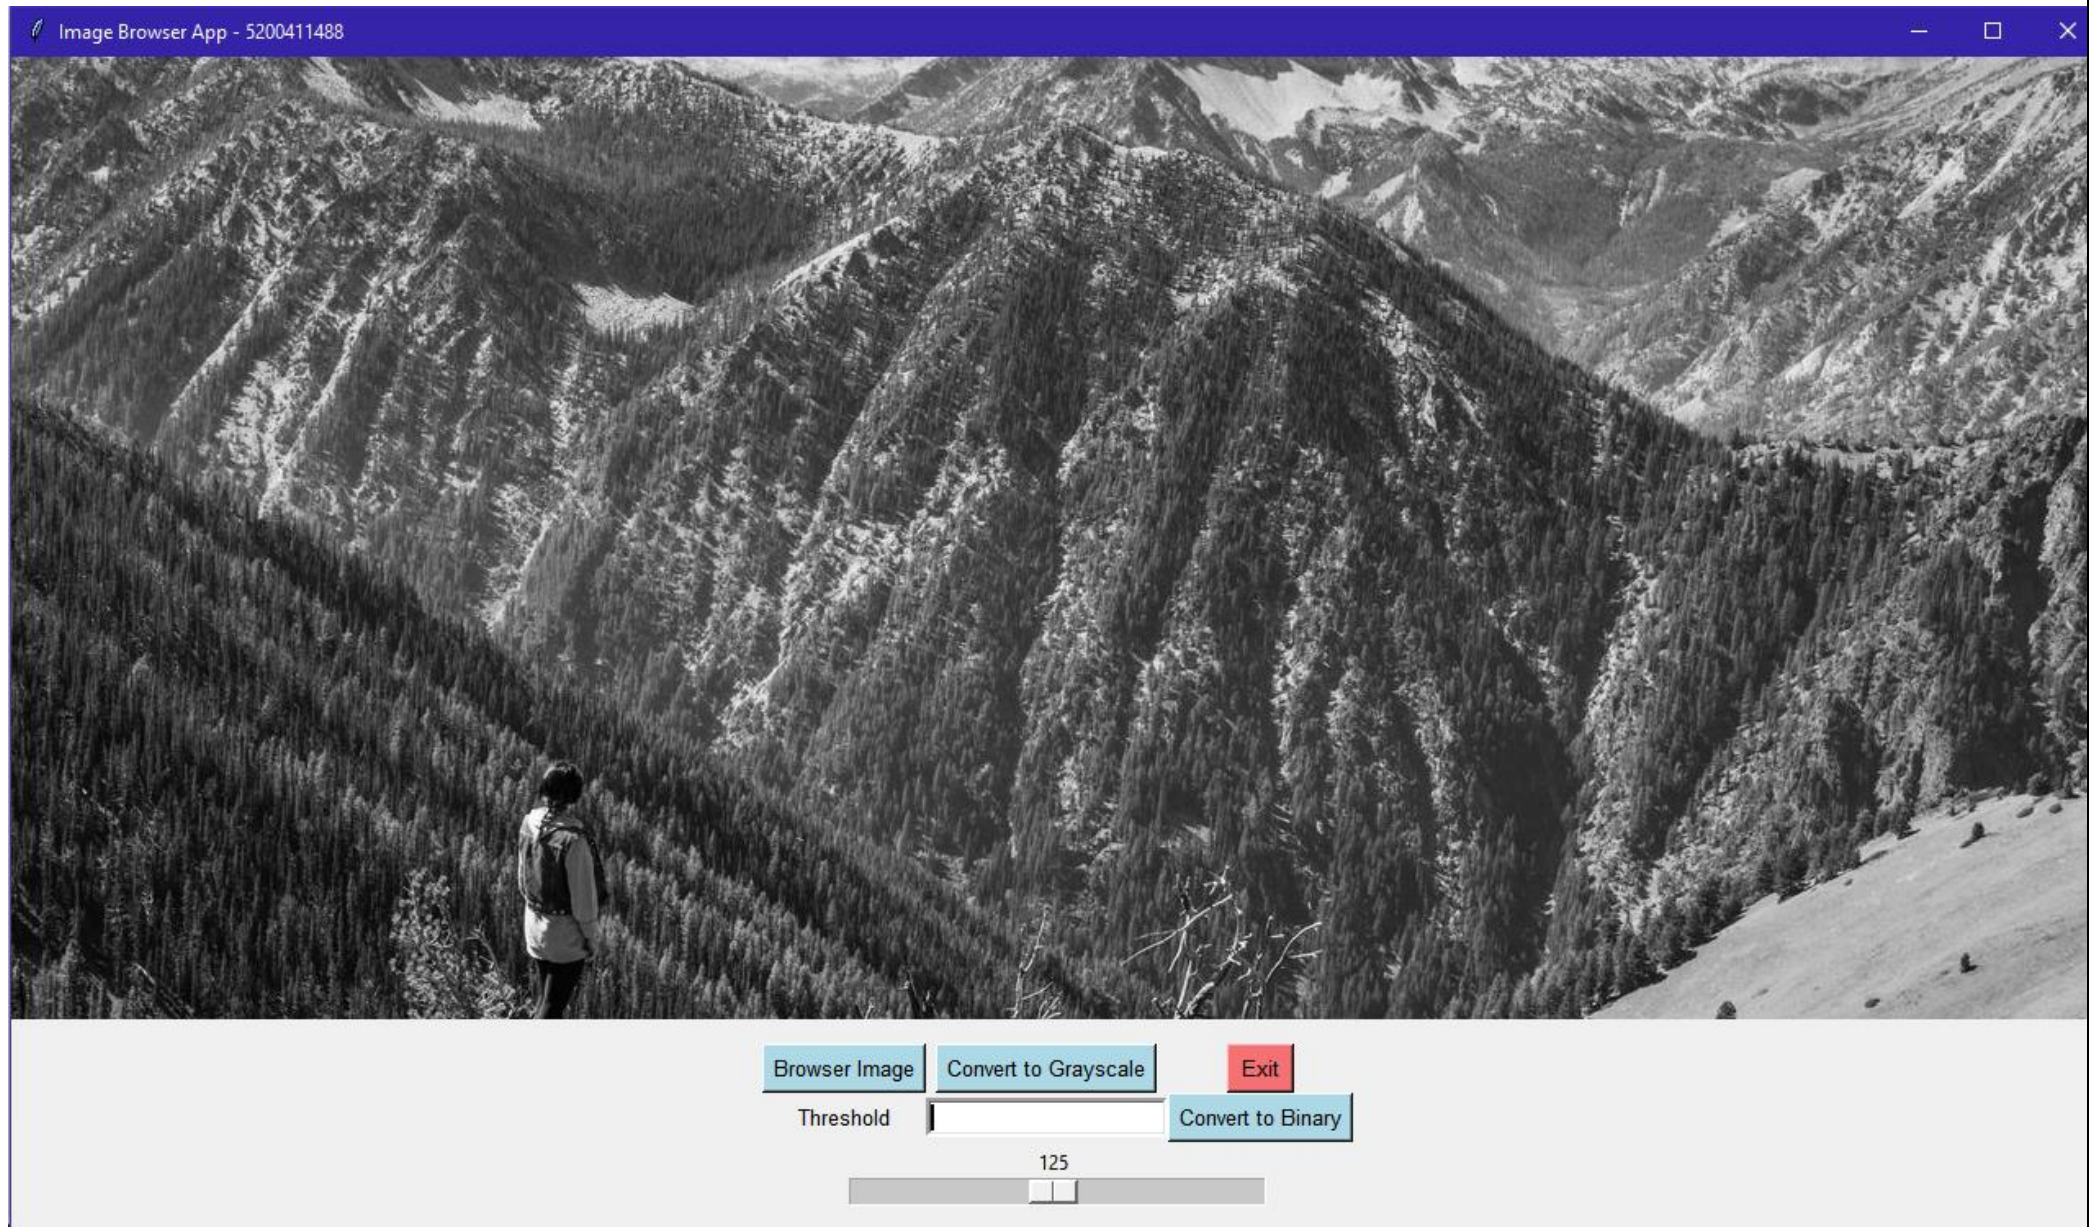 Image Browser App - 5200411488
Browser Image Convert to Grayscale Exit
Threshold Convert to Binary
125